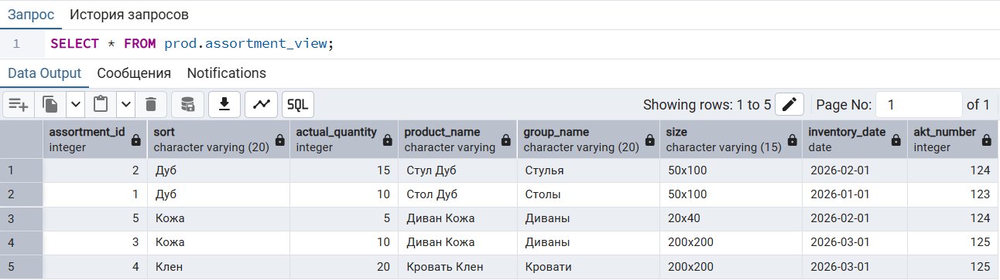 Запрос История запросов
1 SELECT * FROM prod.assortment_view;
Data Output Сообщения Notifications
SQL Showing rows: 1 to 5 Page No: 1 of 1
assortment_id sort actual_quantity product_name group_name size inventory_date akt_number
integer character varying (20) integer character varying character varying (20) character varying (15) date integer
1 2 Дуб 15 Стул Дуб Стулья 50x100 2026-02-01 124
2 1 Дуб 10 Стол Дуб Столы 50x100 2026-01-01 123
3 5 Кожа 5 Диван Кожа Диваны 20x40 2026-02-01 124
4 3 Кожа 10 Диван Кожа Диваны 200x200 2026-03-01 125
5 4 Клен 20 Кровать Клен Кровати 200x200 2026-03-01 125